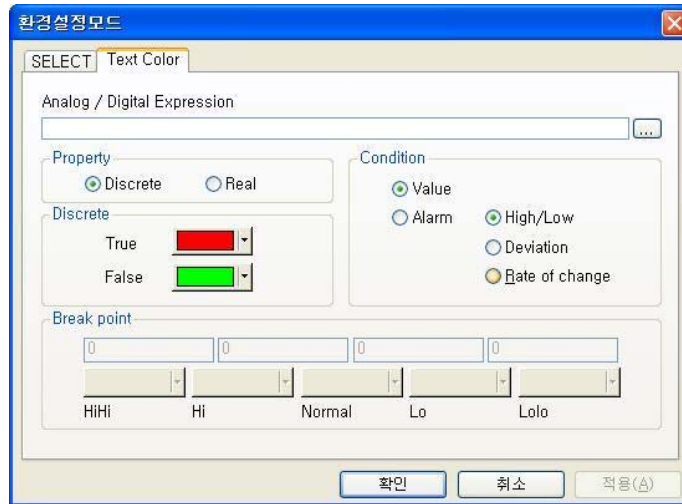 환경설정모드
SELECT Text Color
Analog / Digital Expression
...
Property
Discrete Real
Condition
Value
Alarm High/Low
Deviation
Rate of change
Discrete
True
False
Break point
0 0 0 0
HiHi Hi Normal Lo Lolo
확인 취소 적용(A)